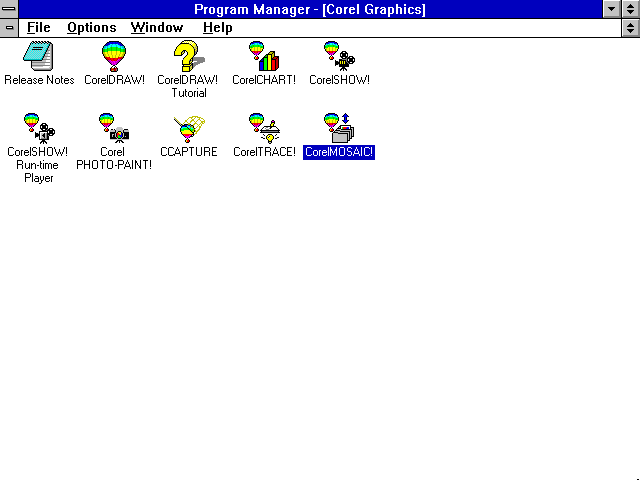 Program Manager - [Corel Graphics]
File Options Window Help
Release Notes
CorelDRAW!
CorelDRAW!
Tutorial
CorelCHART!
CorelSHOW!
CorelSHOW!
Run-time
Player
Corel
PHOTO-PAINT!
CCAPTURE
CorelTRACE!
CorelMOSAIC!